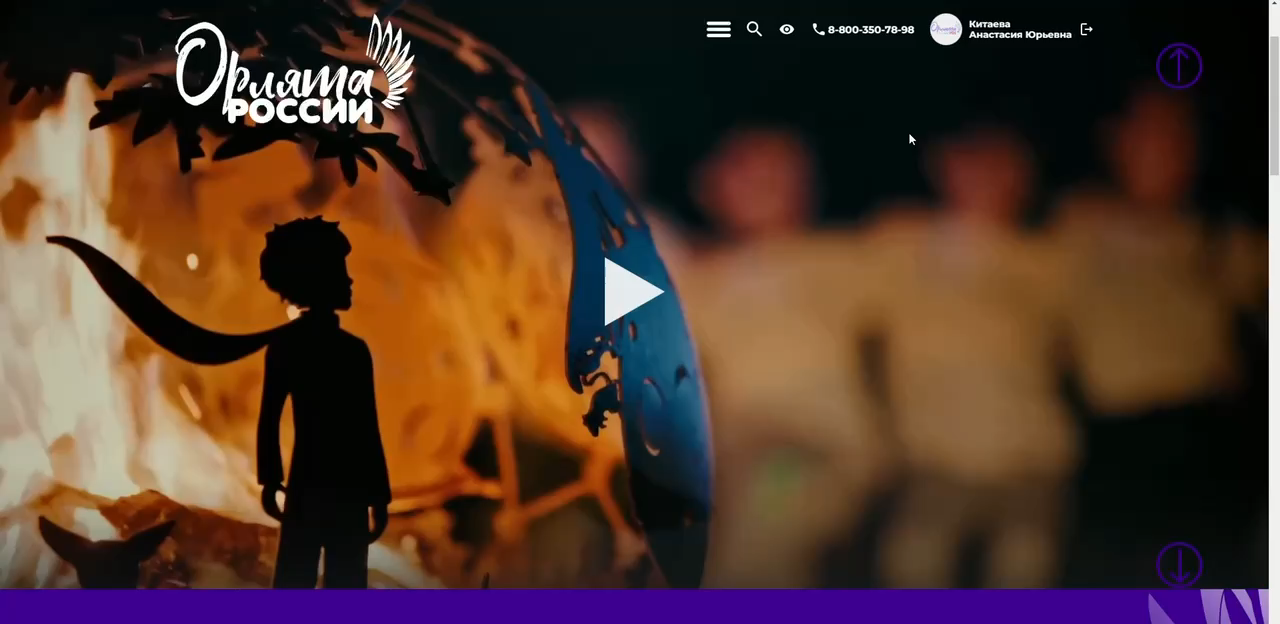 Орлята
РОССИИ
8-800-350-78-98
Китаева
Анастасия Юрьевна